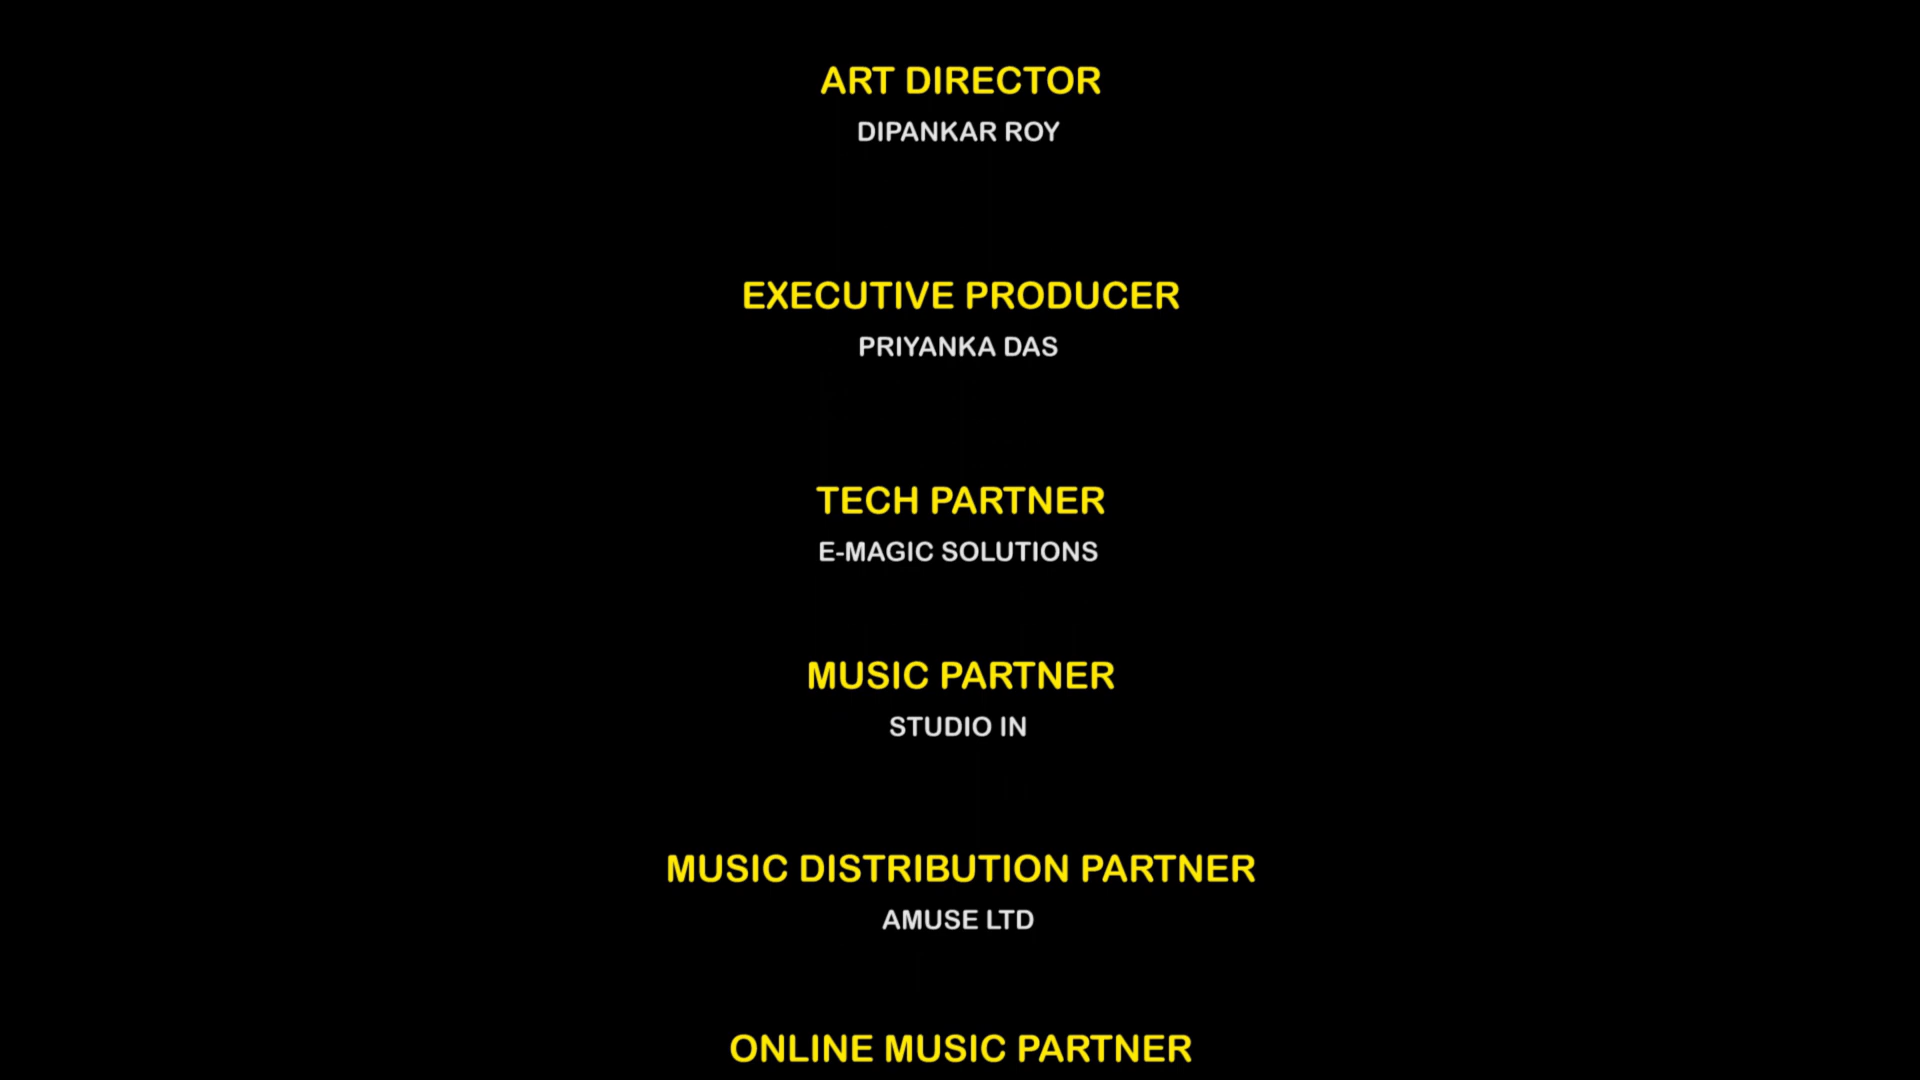 ART DIRECTOR
DIPANKAR ROY
EXECUTIVE PRODUCER
PRIYANKA DAS
TECH PARTNER
E-MAGIC SOLUTIONS
MUSIC PARTNER
STUDIO IN
MUSIC DISTRIBUTION PARTNER
AMUSE LTD
ONLINE MUSIC PARTNER